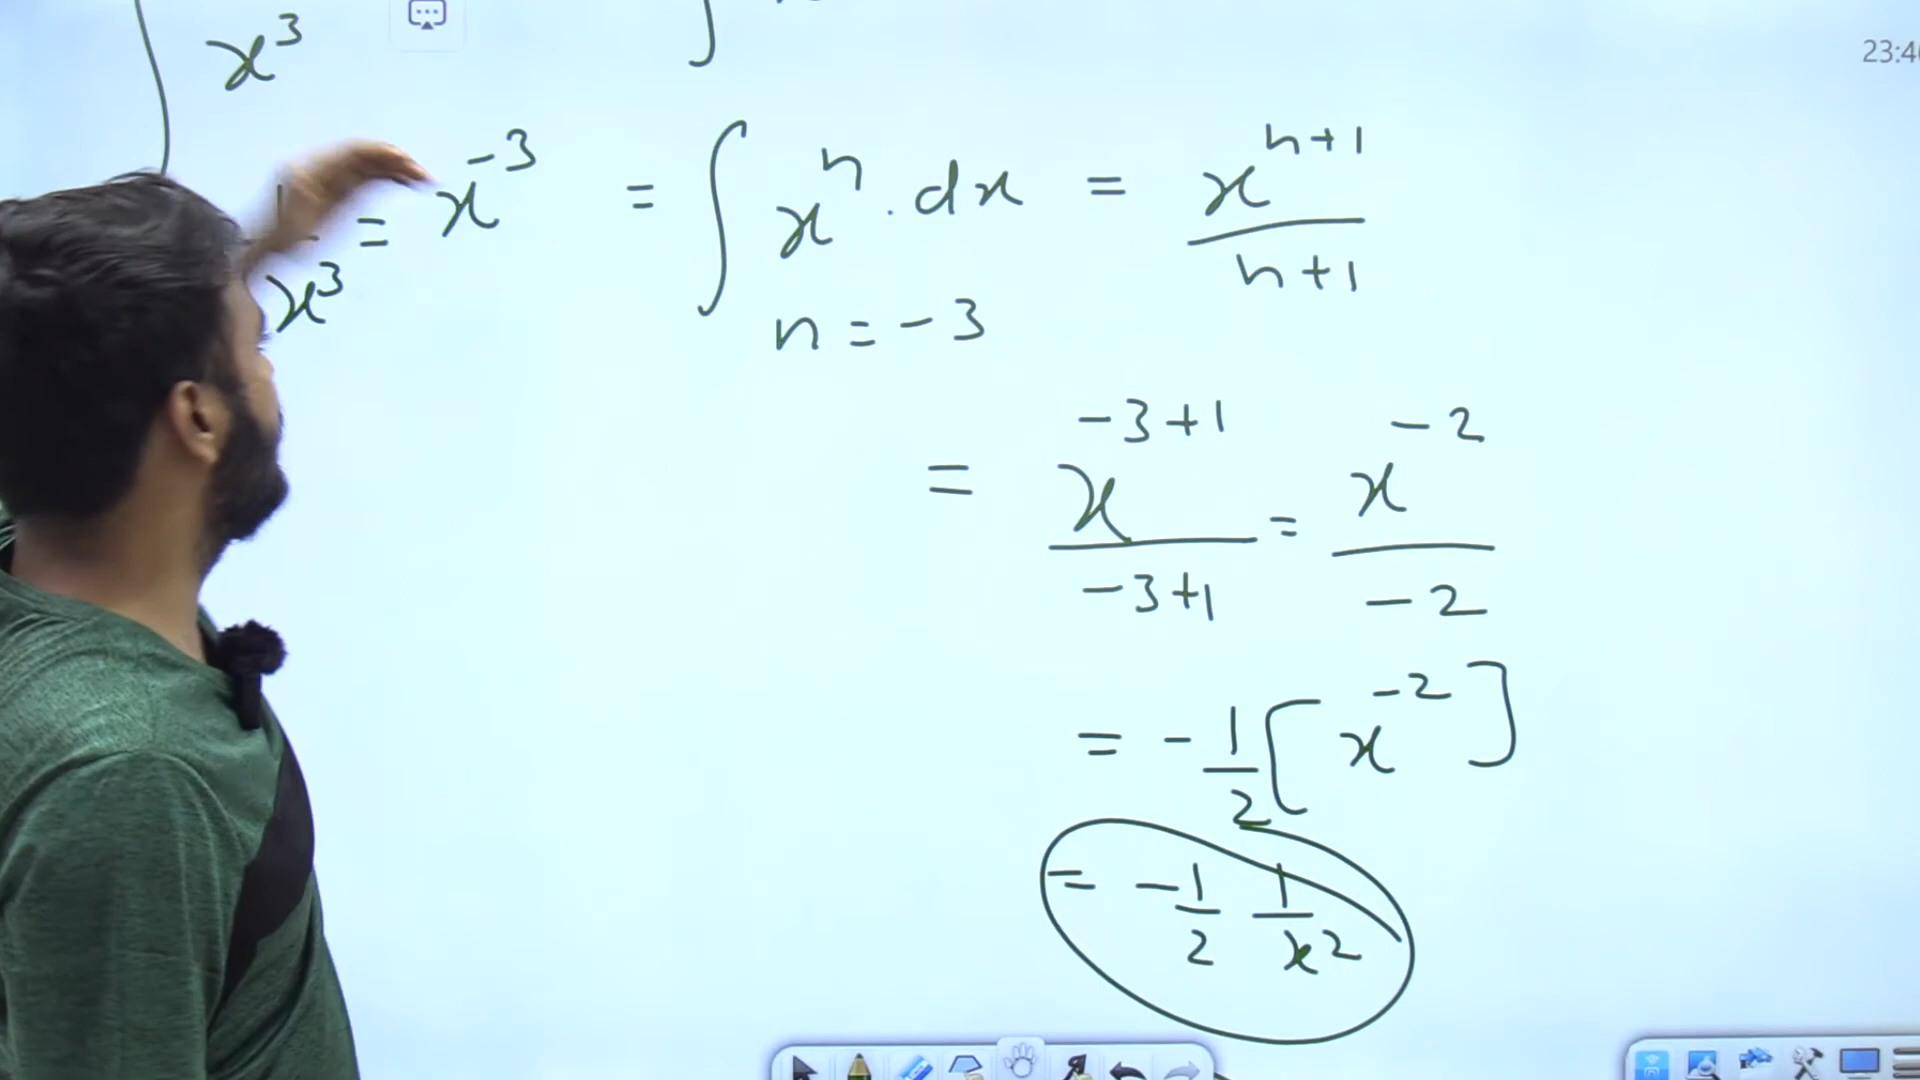 x³
23:4
1/x³ = x⁻³ = ∫ xⁿ . dx = xⁿ⁺¹/n+1
n = -3
= x⁻³⁺¹/-3+1 = x⁻²/-2
= -1/2 [x⁻²]
= -1/2 1/x²